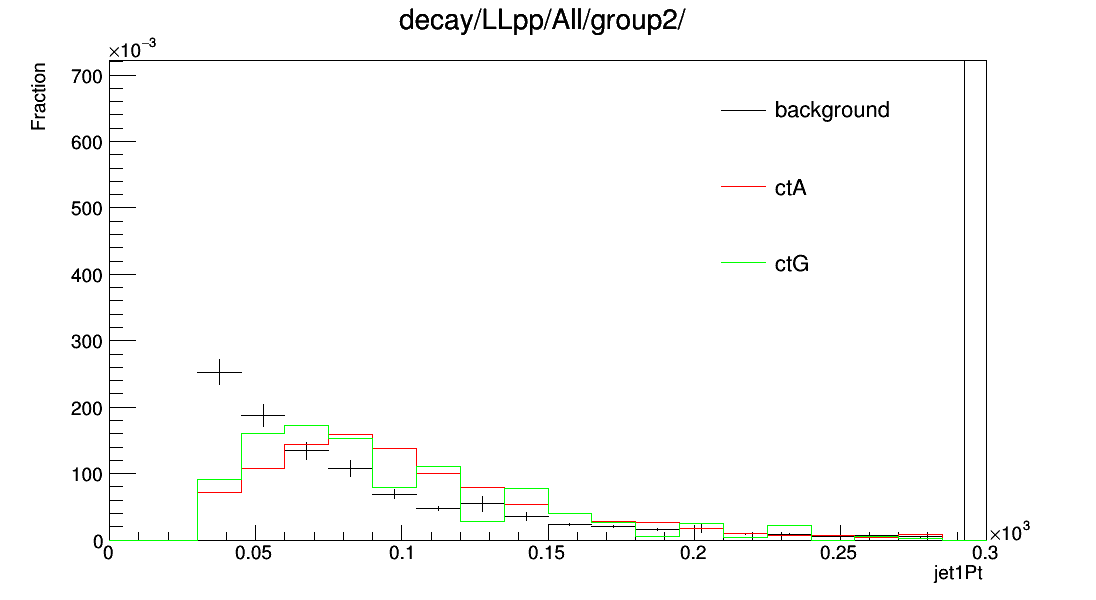 decay/LLpp/All/group2/
×10⁻³
Fraction
700
600
500
400
300
200
100
0
background
ctA
ctG
0 0.05 0.1 0.15 0.2 0.25 0.3
×10³
jet1Pt